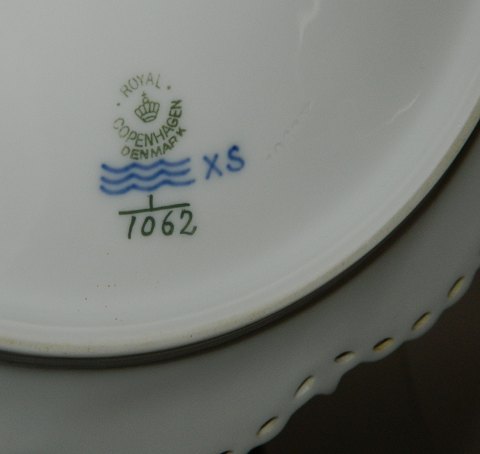 ROYAL
COPENHAGEN
DENMARK
XS
1
1062